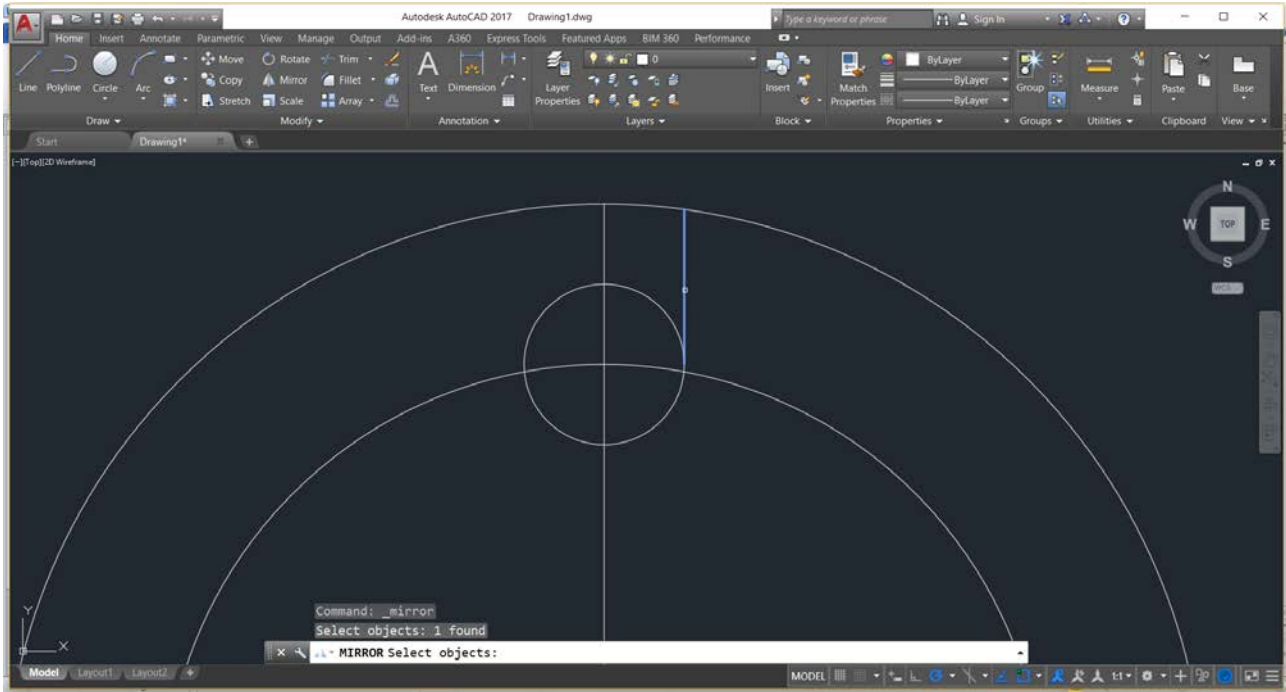 A
Autodesk AutoCAD 2017 Drawing1.dwg
Type a keyword or phrase
Sign In
Home Insert Annotate Parametric View Manage Output Add-ins A360 Express Tools Featured Apps BIM 360 Performance
Line Polyline Circle Arc
Move Rotate Trim
Copy Mirror Fillet
Stretch Scale Array
A
Text Dimension
Layer Properties
0
Insert
Match Properties
ByLayer
ByLayer
ByLayer
Group
Measure
Paste
Base
Draw Modify Annotation Layers Block Properties Groups Utilities Clipboard View
Start Drawing1*
[–][Top][2D Wireframe]
N
W TOP E
S
WCS
Y
X
Command: _mirror
Select objects: 1 found
MIRROR Select objects:
Model Layout1 Layout2 +
MODEL
1:1